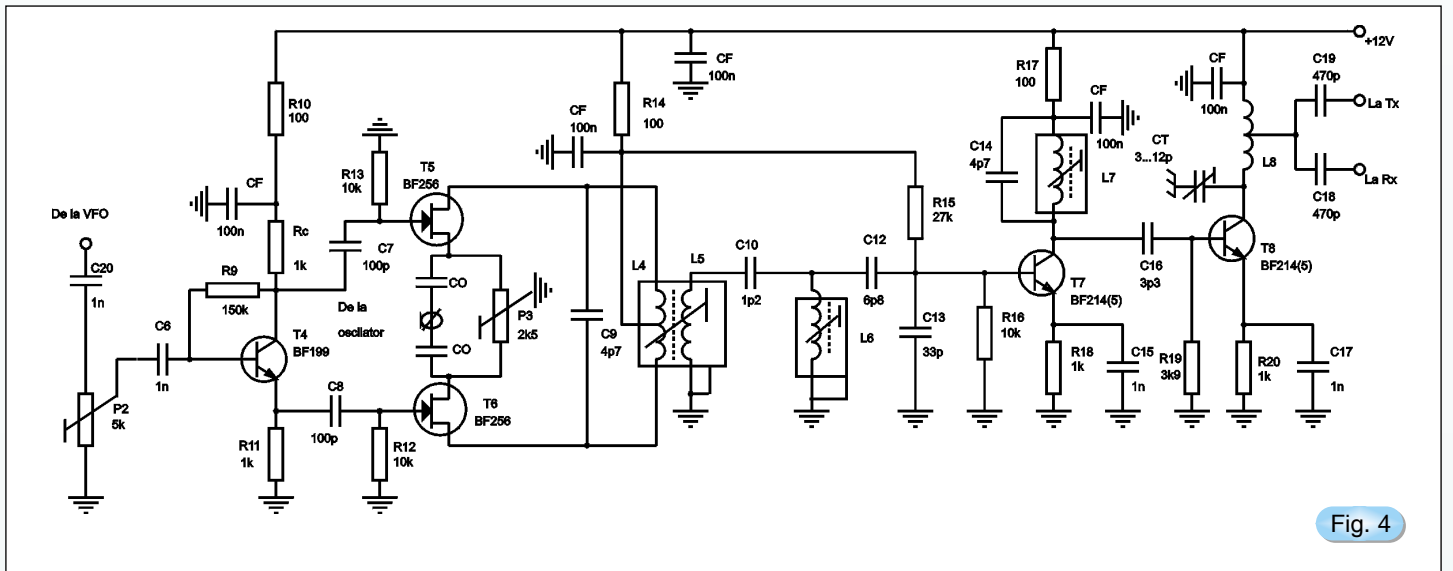 +12V
CF
100n
R10
100
R14
100
R17
100
CF
100n
C19
470p
La Tx
CF
100n
R13
10k
T5
BF256
CF
100n
C14
4p7
L7
CT
3...12p
L8
La Rx
C18
470p
De la VFO
CF
100n
Rc
1k
C7
100p
R15
27k
C20
1n
R9
150k
De la
oscilator
CO
CO
P3
2k5
L4
L5
C10
1p2
C12
6p8
T7
BF214(5)
C16
3p3
T8
BF214(5)
C6
1n
T4
BF199
C9
4p7
L6
C13
33p
R16
10k
P2
5k
C8
100p
T6
BF256
R11
1k
R12
10k
R18
1k
C15
1n
R19
3k9
R20
1k
C17
1n
Fig. 4